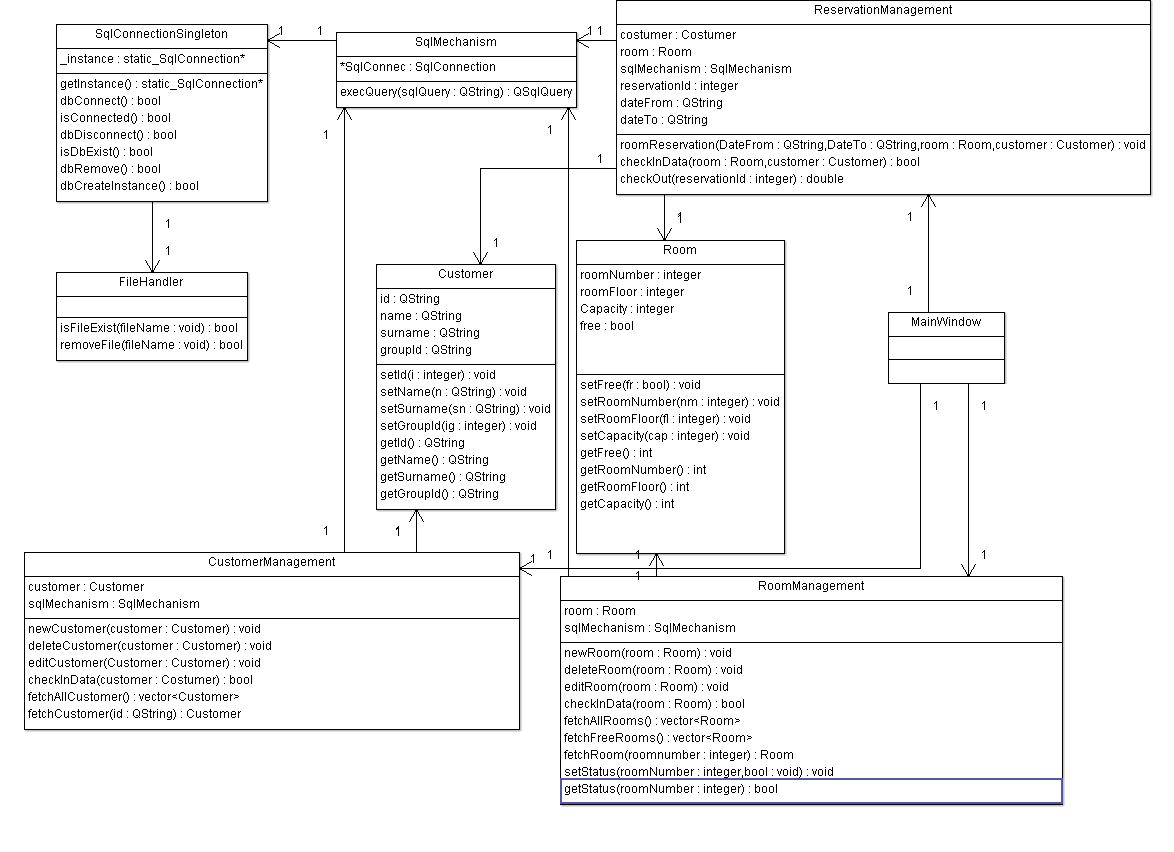 SqlConnectionSingleton
_instance : static_SqlConnection*
getInstance() : static_SqlConnection*
dbConnect() : bool
isConnected() : bool
dbDisconnect() : bool
isDbExist() : bool
dbRemove() : bool
dbCreateInstance() : bool
1
1
SqlMechanism
*SqlConnec : SqlConnection
execQuery(sqlQuery : QString) : QSqlQuery
1
1
ReservationManagement
costumer : Costumer
room : Room
sqlMechanism : SqlMechanism
reservationId : integer
dateFrom : QString
dateTo : QString
roomReservation(DateFrom : QString,DateTo : QString,room : Room,customer : Customer) : void
checkInData(room : Room,customer : Customer) : bool
checkOut(reservationId : integer) : double
1
1
1
1
1
1
1
FileHandler
isFileExist(fileName : void) : bool
removeFile(fileName : void) : bool
Customer
id : QString
name : QString
surname : QString
groupId : QString
setId(i : integer) : void
setName(n : QString) : void
setSurname(sn : QString) : void
setGroupId(ig : integer) : void
getId() : QString
getName() : QString
getSurname() : QString
getGroupId() : QString
Room
roomNumber : integer
roomFloor : integer
Capacity : integer
free : bool
setFree(fr : bool) : void
setRoomNumber(nm : integer) : void
setRoomFloor(fl : integer) : void
setCapacity(cap : integer) : void
getFree() : int
getRoomNumber() : int
getRoomFloor() : int
getCapacity() : int
1
MainWindow
1
1
1
1
1
1
1
1
1
CustomerManagement
customer : Customer
sqlMechanism : SqlMechanism
newCustomer(customer : Customer) : void
deleteCustomer(customer : Customer) : void
editCustomer(Customer : Customer) : void
checkInData(customer : Costumer) : bool
fetchAllCustomer() : vector<Customer>
fetchCustomer(id : QString) : Customer
1
RoomManagement
room : Room
sqlMechanism : SqlMechanism
newRoom(room : Room) : void
deleteRoom(room : Room) : void
editRoom(room : Room) : void
checkInData(room : Room) : bool
fetchAllRooms() : vector<Room>
fetchFreeRooms() : vector<Room>
fetchRoom(roomnumber : integer) : Room
setStatus(roomNumber : integer,bool : void) : void
getStatus(roomNumber : integer) : bool